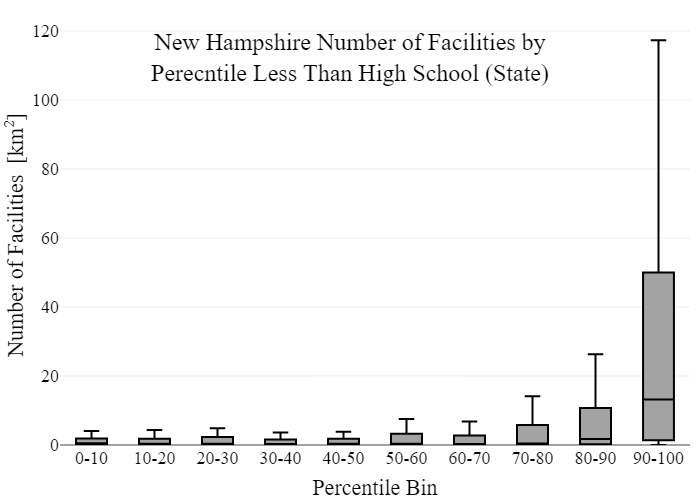 New Hampshire Number of Facilities by
Perecntile Less Than High School (State)
Number of Facilities [km²]
120
100
80
60
40
20
0
0-10 10-20 20-30 30-40 40-50 50-60 60-70 70-80 80-90 90-100
Percentile Bin